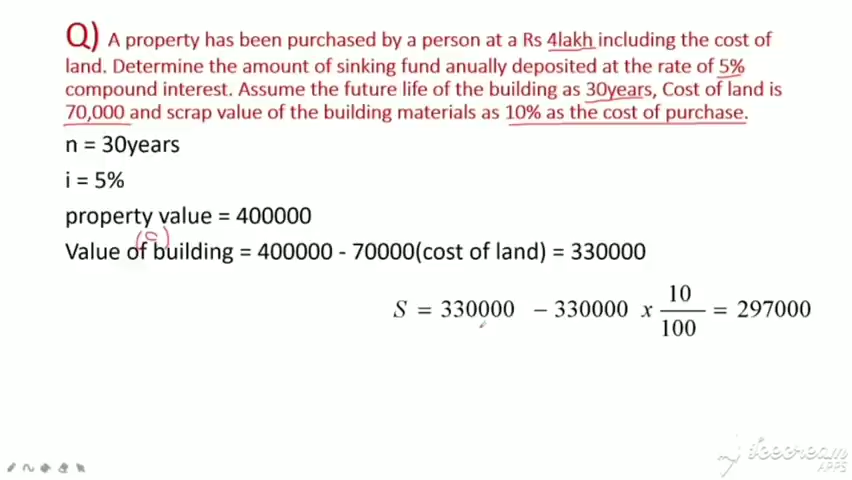 Q) A property has been purchased by a person at a Rs 4lakh including the cost of
land. Determine the amount of sinking fund anually deposited at the rate of 5%
compound interest. Assume the future life of the building as 30years, Cost of land is
70,000 and scrap value of the building materials as 10% as the cost of purchase.
n = 30years
i = 5%
property value = 400000
Value of building = 400000 - 70000(cost of land) = 330000
S = 330000 - 330000 x 10/100 = 297000
Icecream
APPS